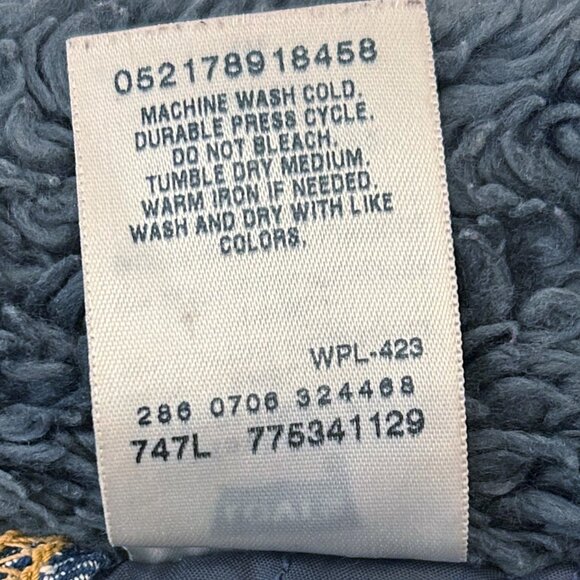 052178918458
MACHINE WASH COLD.
DURABLE PRESS CYCLE.
DO NOT BLEACH.
TUMBLE DRY MEDIUM.
WARM IRON IF NEEDED.
WASH AND DRY WITH LIKE
COLORS.
WPL-423
286 0706 324468
747L 775341129